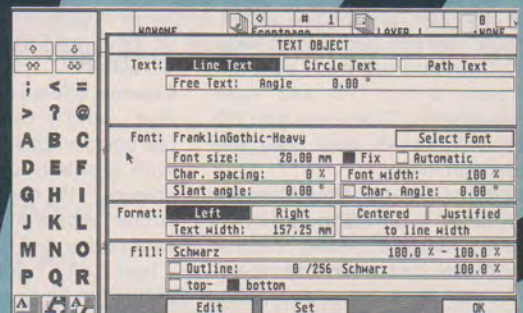 NONAME # 1 Frontpage LAYER 1 0 :NONE
TEXT OBJECT
Text: Line Text Circle Text Path Text
Free Text: Angle 0.00 °
; < =
> ? @
A B C
D E F
G H I
J K L
M N O
P Q R
Font: FranklinGothic-Heavy Select Font
Font size: 20.00 mm Fix Automatic
Char. spacing: 0 % Font width: 100 %
Slant angle: 0.00 ° Char. Angle: 0.00 °
Format: Left Right Centered Justified
Text width: 157.25 mm to line width
Fill: Schwarz 100.0 % - 100.0 %
Outline: 0 /256 Schwarz 100.0 %
top- bottom
A A
Edit Set OK